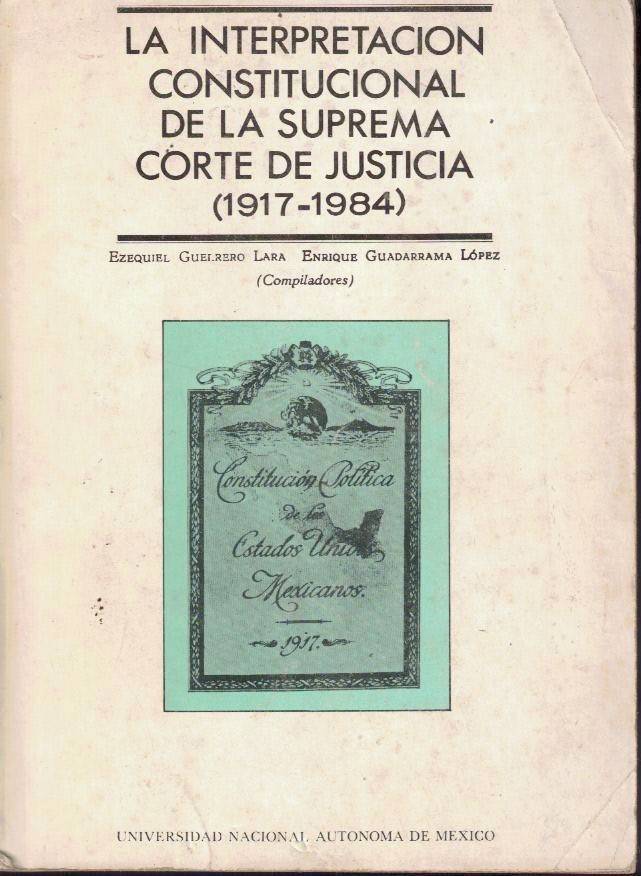 LA INTERPRETACION
CONSTITUCIONAL
DE LA SUPREMA
CORTE DE JUSTICIA
(1917-1984)
EZEQUIEL GUERRERO LARA ENRIQUE GUADARRAMA LÓPEZ
(Compiladores)
Constitución Política
de los
Estados Unidos
Mexicanos.
1917.
UNIVERSIDAD NACIONAL AUTONOMA DE MEXICO